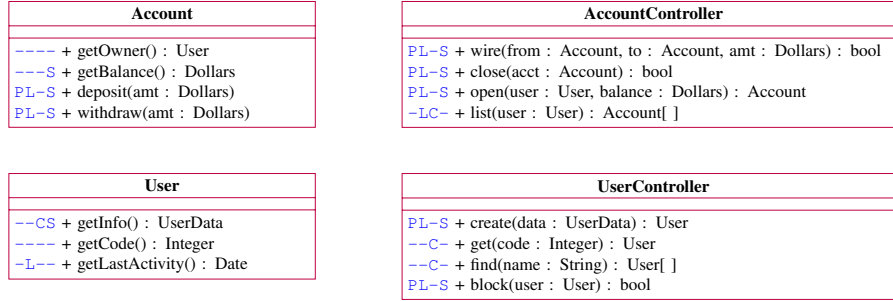 Account
---- + getOwner() : User
---S + getBalance() : Dollars
PL-S + deposit(amt : Dollars)
PL-S + withdraw(amt : Dollars)
AccountController
PL-S + wire(from : Account, to : Account, amt : Dollars) : bool
PL-S + close(acct : Account) : bool
PL-S + open(user : User, balance : Dollars) : Account
-LC- + list(user : User) : Account[ ]
User
--CS + getInfo() : UserData
---- + getCode() : Integer
-L-- + getLastActivity() : Date
UserController
PL-S + create(data : UserData) : User
--C- + get(code : Integer) : User
--C- + find(name : String) : User[ ]
PL-S + block(user : User) : bool